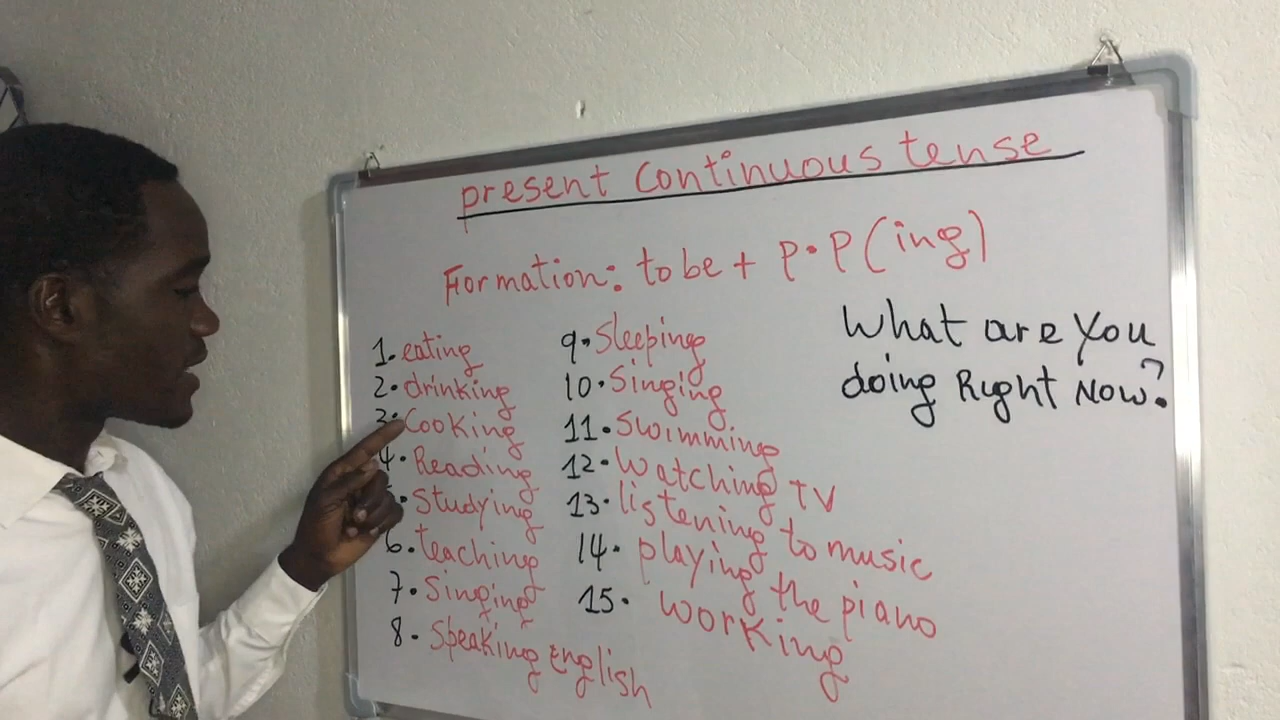 present continuous tense
Formation: to be + P.P (ing)
1. eating
2. drinking
3. Cooking
4. Reading
5. Studying
6. teaching
7. Singing
8. Speaking English
9. Sleeping
10. Singing
11. Swimming
12. Watching TV
13. listening to music
14. playing the piano
15. working
What are you
doing Right Now?